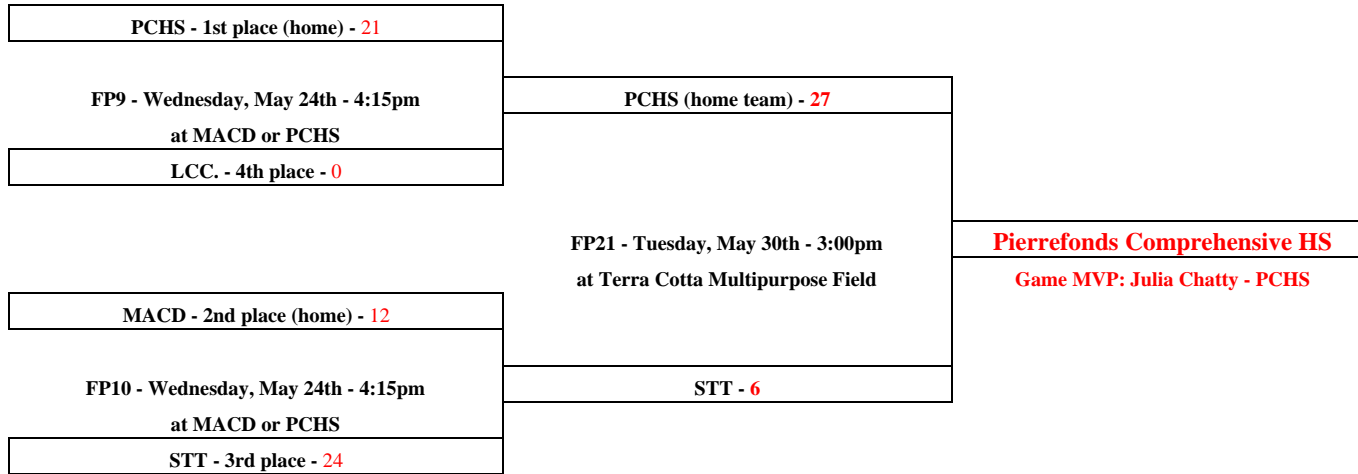 PCHS - 1st place (home) - 21
FP9 - Wednesday, May 24th - 4:15pm
at MACD or PCHS
LCC. - 4th place - 0
PCHS (home team) - 27
FP21 - Tuesday, May 30th - 3:00pm
at Terra Cotta Multipurpose Field
Pierrefonds Comprehensive HS
Game MVP: Julia Chatty - PCHS
MACD - 2nd place (home) - 12
FP10 - Wednesday, May 24th - 4:15pm
at MACD or PCHS
STT - 3rd place - 24
STT - 6